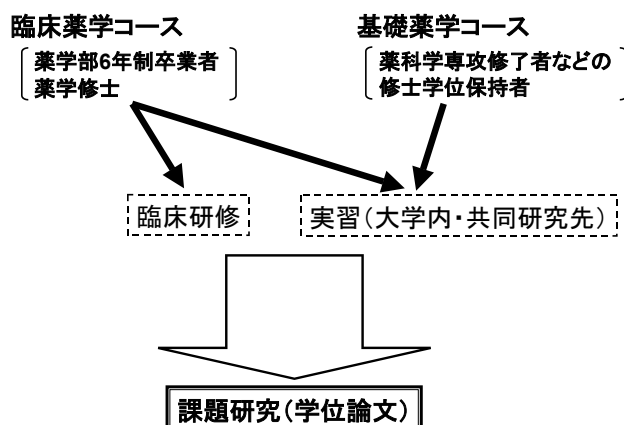 臨床薬学コース
薬学部6年制卒業者
薬学修士
基礎薬学コース
薬科学専攻修了者などの
修士学位保持者
臨床研修
実習（大学内・共同研究先）
課題研究（学位論文）